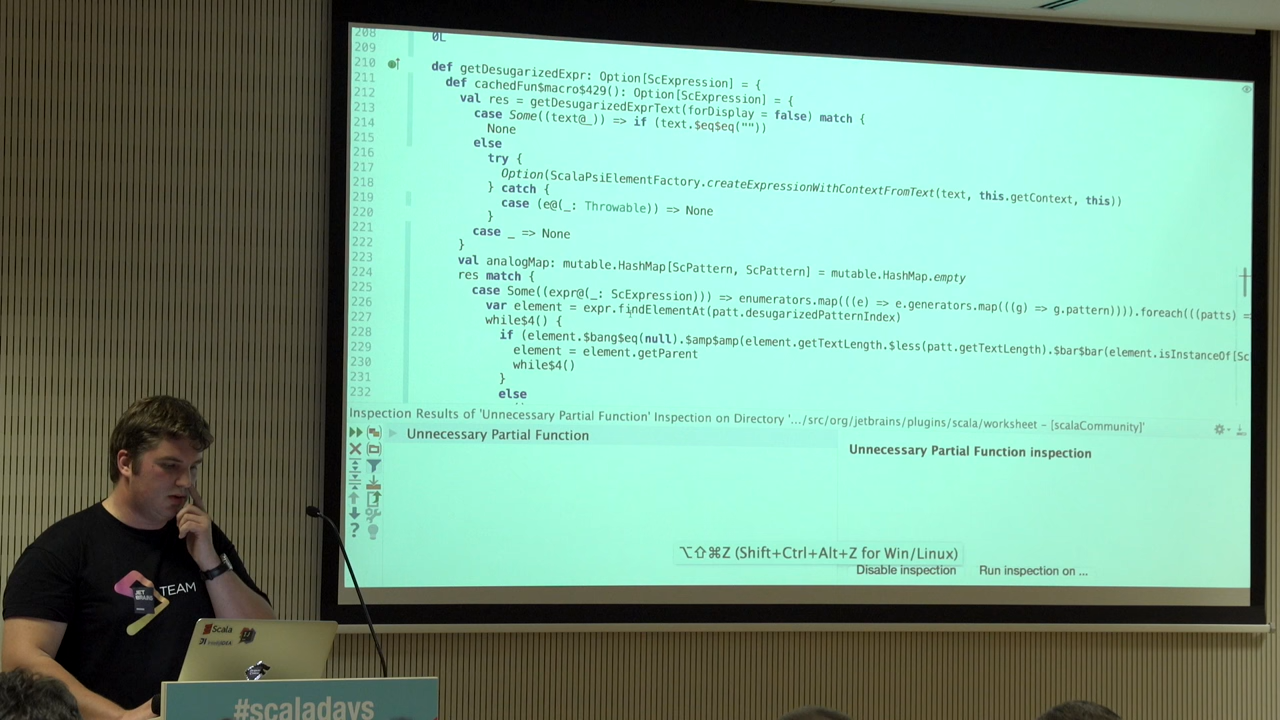 208 0L
209
210 def getDesugarizedExpr: Option[ScExpression] = {
211 def cachedFun$macro$429(): Option[ScExpression] = {
212 val res = getDesugarizedExprText(forDisplay = false) match {
213 case Some((text@_)) => if (text.$eq$eq(""))
214 None
215 else
216 try {
217 Option(ScalaPsiElementFactory.createExpressionWithContextFromText(text, this.getContext, this))
218 } catch {
219 case (e@(_: Throwable)) => None
220 }
221 case _ => None
222 }
223 val analogMap: mutable.HashMap[ScPattern, ScPattern] = mutable.HashMap.empty
224 res match {
225 case Some((expr@(_: ScExpression))) => enumerators.map(((e) => e.generators.map(((g) => g.pattern)))).foreach(((patts) =
226 var element = expr.findElementAt(patt.desugarizedPatternIndex)
227 while$4() {
228 if (element.$bang$eq(null).$amp$amp(element.getTextLength.$less(patt.getTextLength).$bar$bar(element.isInstanceOf[Sc
229 element = element.getParent
230 while$4()
231 }
232 else
Inspection Results of 'Unnecessary Partial Function' Inspection on Directory '.../src/org/jetbrains/plugins/scala/worksheet – [scalaCommunity]'
Unnecessary Partial Function
Unnecessary Partial Function inspection
⌥⇧⌘Z (Shift+Ctrl+Alt+Z for Win/Linux)
Disable inspection Run inspection on ...
JET BRAINS
TEAM
Scala
#scaladays